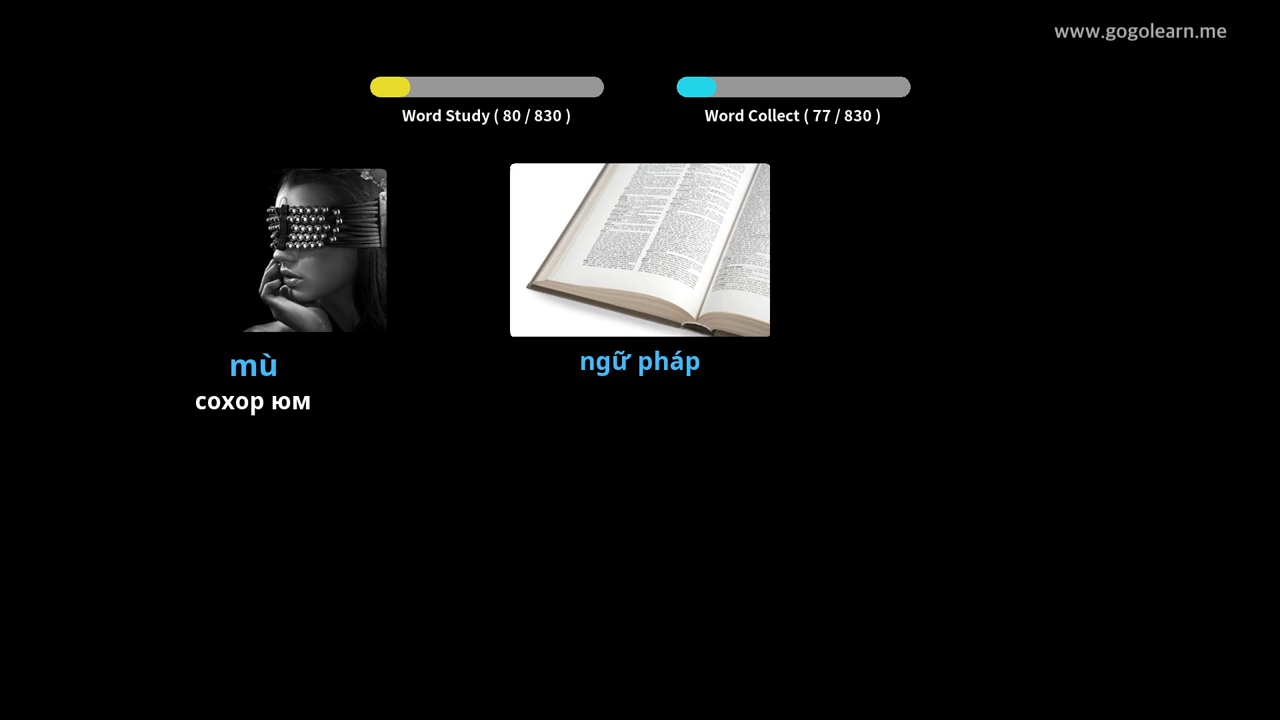 www.gogolearn.me
Word Study ( 80 / 830 )
Word Collect ( 77 / 830 )
mù
сохор юм
ngữ pháp